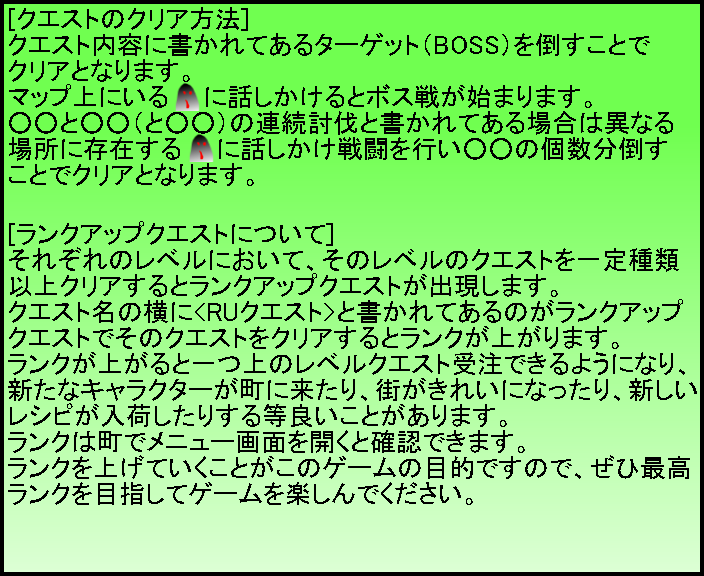 [クエストのクリア方法]
クエスト内容に書かれてあるターゲット(BOSS)を倒すことで
クリアとなります。
マップ上にいる に話しかけるとボス戦が始まります。
○○と○○(と○○)の連続討伐と書かれてある場合は異なる
場所に存在する に話しかけ戦闘を行い○○の個数分倒す
ことでクリアとなります。
[ランクアップクエストについて]
それぞれのレベルにおいて、そのレベルのクエストを一定種類
以上クリアするとランクアップクエストが出現します。
クエスト名の横に<RUクエスト>と書かれてあるのがランクアップ
クエストでそのクエストをクリアするとランクが上がります。
ランクが上がると一つ上のレベルクエスト受注できるようになり、
新たなキャラクターが町に来たり、街がきれいになったり、新しい
レシピが入荷したりする等良いことがあります。
ランクは町でメニュー画面を開くと確認できます。
ランクを上げていくことがこのゲームの目的ですので、ぜひ最高
ランクを目指してゲームを楽しんでください。